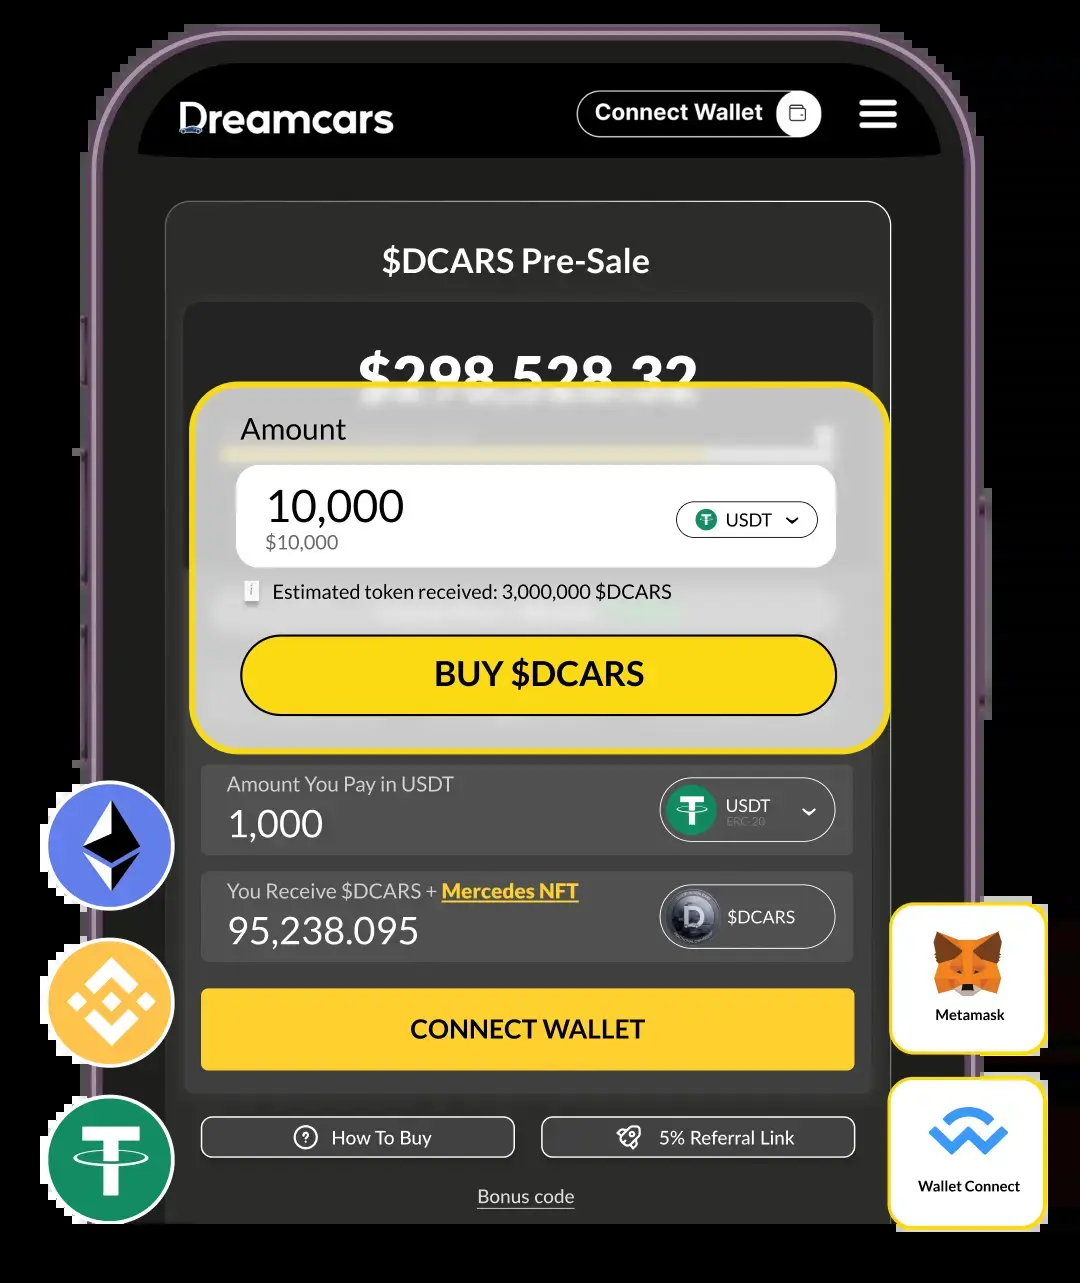 Dreamcars
Connect Wallet
$DCARS Pre-Sale
$298,528.32
Amount
10,000
$10,000
USDT
i Estimated token received: 3,000,000 $DCARS
BUY $DCARS
Amount You Pay in USDT
1,000
USDT
ERC-20
You Receive $DCARS + Mercedes NFT
95,238.095
D $DCARS
CONNECT WALLET
? How To Buy
5% Referral Link
Bonus code
Metamask
Wallet Connect